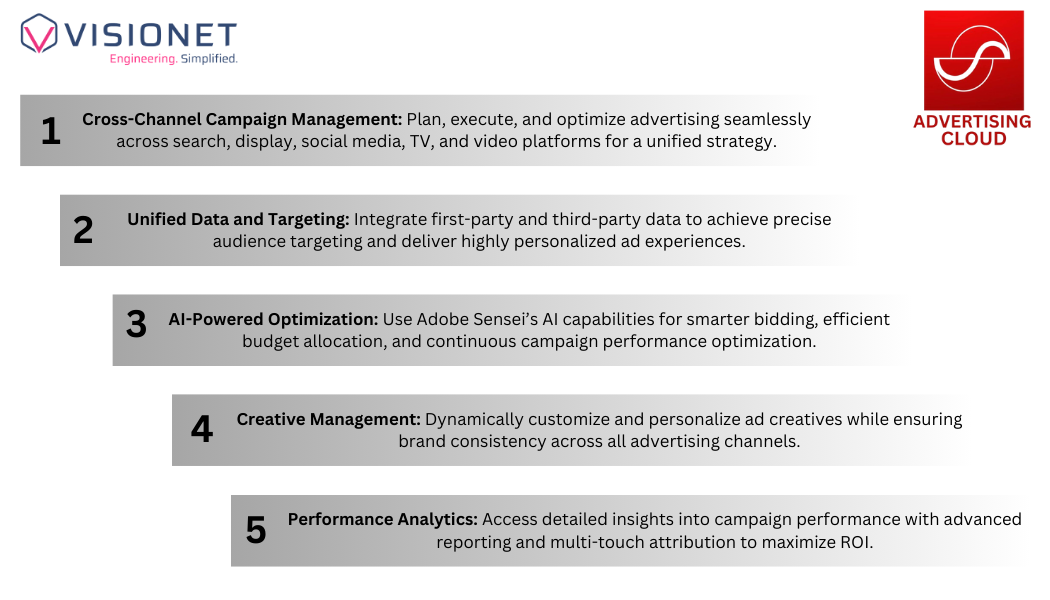 VISIONET
Engineering. Simplified.
ADVERTISING
CLOUD
1
Cross-Channel Campaign Management: Plan, execute, and optimize advertising seamlessly
across search, display, social media, TV, and video platforms for a unified strategy.
2
Unified Data and Targeting: Integrate first-party and third-party data to achieve precise
audience targeting and deliver highly personalized ad experiences.
3
AI-Powered Optimization: Use Adobe Sensei’s AI capabilities for smarter bidding, efficient
budget allocation, and continuous campaign performance optimization.
4
Creative Management: Dynamically customize and personalize ad creatives while ensuring
brand consistency across all advertising channels.
5
Performance Analytics: Access detailed insights into campaign performance with advanced
reporting and multi-touch attribution to maximize ROI.